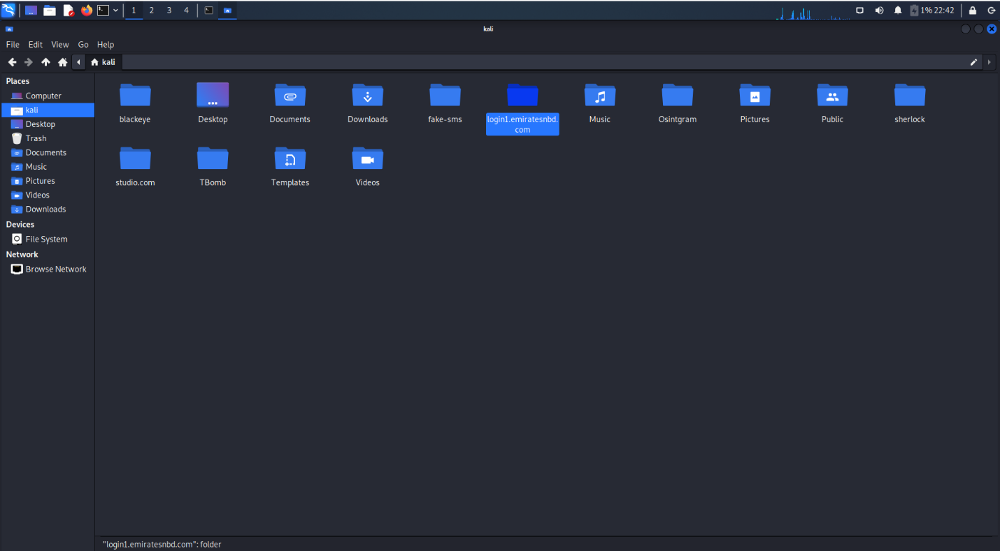 1 2 3 4 1% 22:42
kali
File Edit View Go Help
kali
Places
Computer
kali
Desktop
Trash
Documents
Music
Pictures
Videos
Downloads
Devices
File System
Network
Browse Network
blackeye Desktop Documents Downloads fake-sms login1.emiratesnbd. Music Osintgram Pictures Public sherlock
com
studio.com TBomb Templates Videos
"login1.emiratesnbd.com": folder